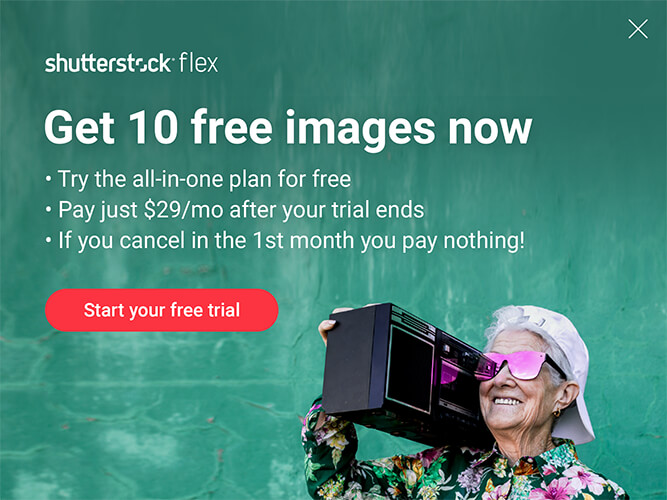 shutterstock flex
Get 10 free images now
• Try the all-in-one plan for free
• Pay just $29/mo after your trial ends
• If you cancel in the 1st month you pay nothing!
Start your free trial